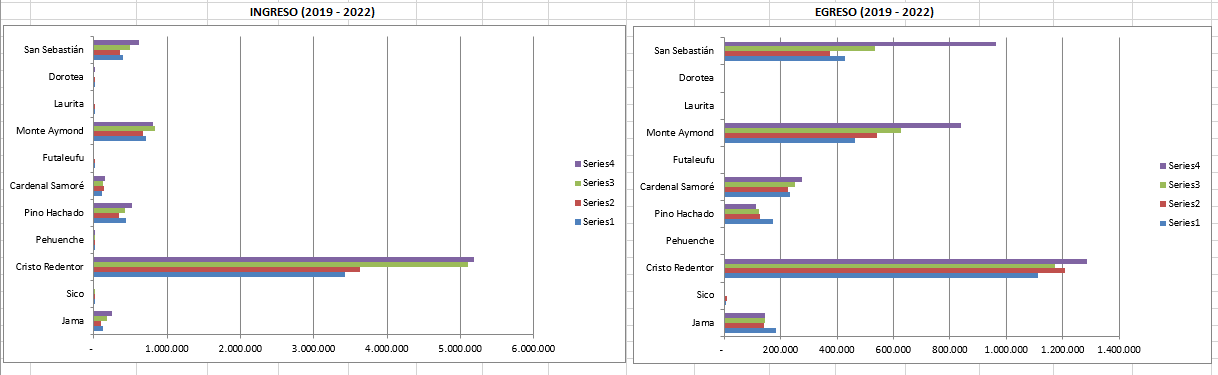 INGRESO (2019 - 2022)
San Sebastián
Dorotea
Laurita
Monte Aymond
Futaleufu
Cardenal Samoré
Pino Hachado
Pehuenche
Cristo Redentor
Sico
Jama
- 1.000.000 2.000.000 3.000.000 4.000.000 5.000.000 6.000.000
Series4
Series3
Series2
Series1
EGRESO (2019 - 2022)
San Sebastián
Dorotea
Laurita
Monte Aymond
Futaleufu
Cardenal Samoré
Pino Hachado
Pehuenche
Cristo Redentor
Sico
Jama
- 200.000 400.000 600.000 800.000 1.000.000 1.200.000 1.400.000
Series4
Series3
Series2
Series1